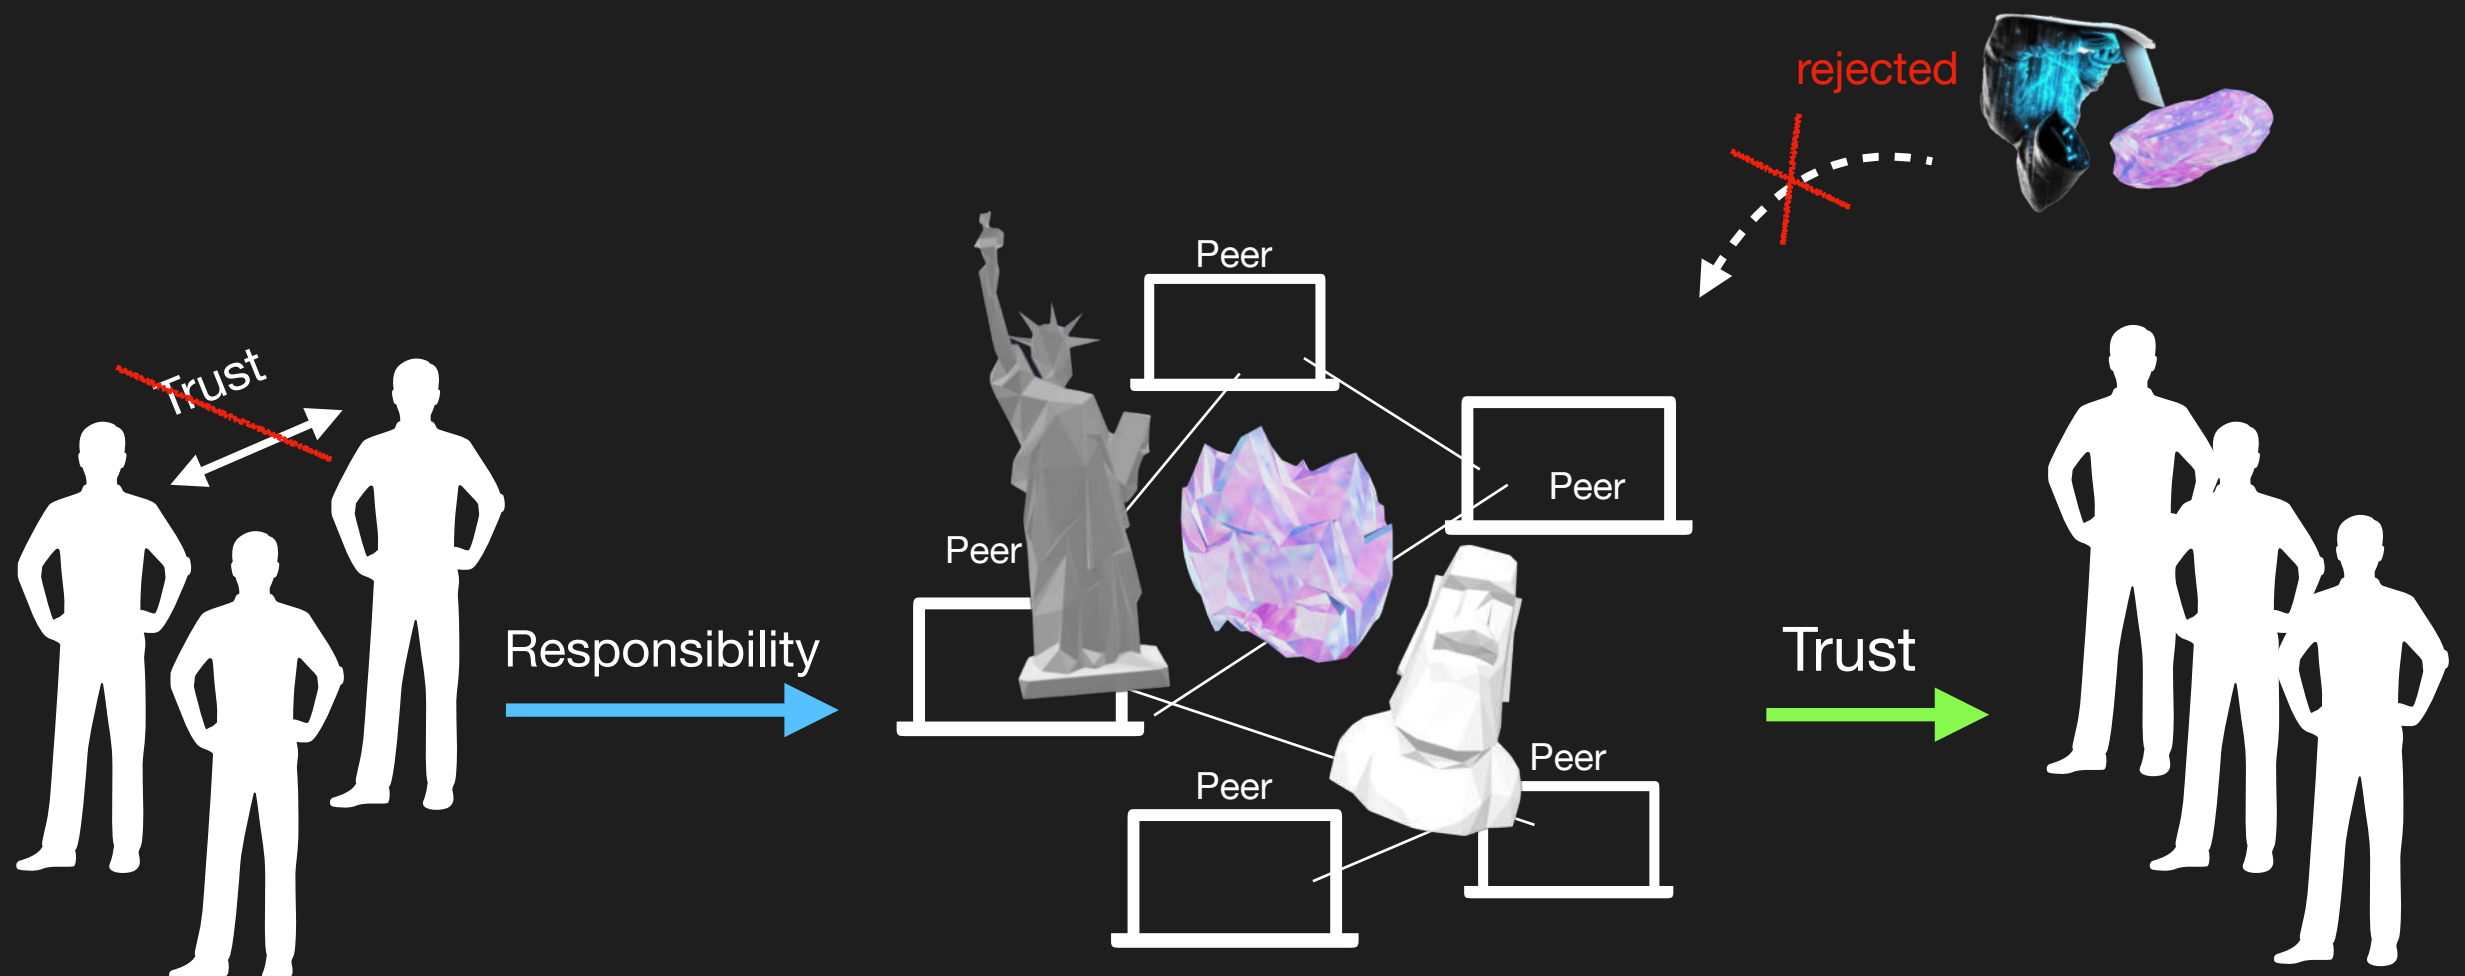 rejected
Peer
Trust
Peer
Peer
Responsibility
Trust
Peer
Peer